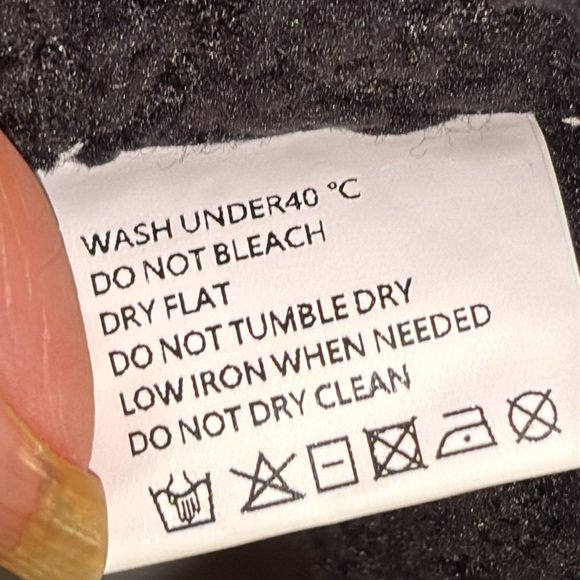 WASH UNDER40 °C
DO NOT BLEACH
DRY FLAT
DO NOT TUMBLE DRY
LOW IRON WHEN NEEDED
DO NOT DRY CLEAN